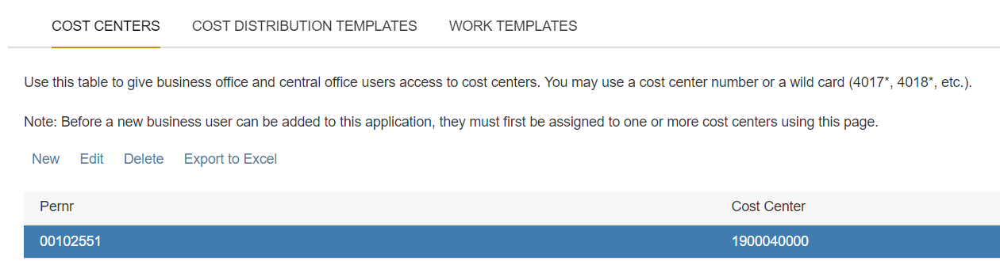 COST CENTERS COST DISTRIBUTION TEMPLATES WORK TEMPLATES
Use this table to give business office and central office users access to cost centers. You may use a cost center number or a wild card (4017*, 4018*, etc.).
Note: Before a new business user can be added to this application, they must first be assigned to one or more cost centers using this page.
New Edit Delete Export to Excel
Pernr Cost Center
00102551 1900040000